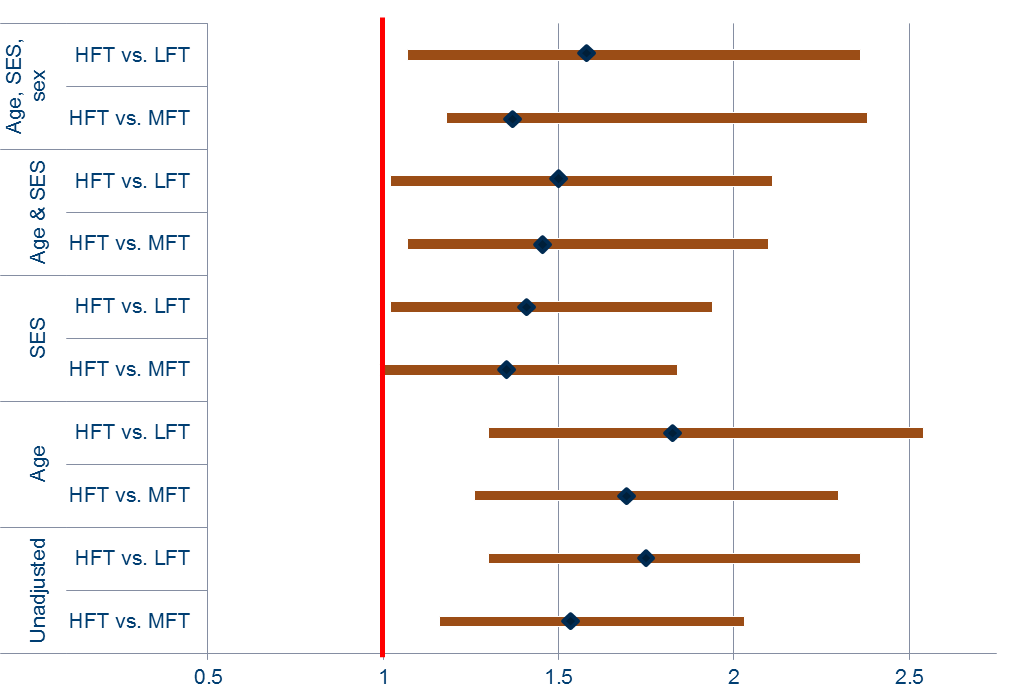 Age, SES,
sex
HFT vs. LFT
HFT vs. MFT
Age & SES
HFT vs. LFT
HFT vs. MFT
SES
HFT vs. LFT
HFT vs. MFT
Age
HFT vs. LFT
HFT vs. MFT
Unadjusted
HFT vs. LFT
HFT vs. MFT
0.5 1 1.5 2 2.5